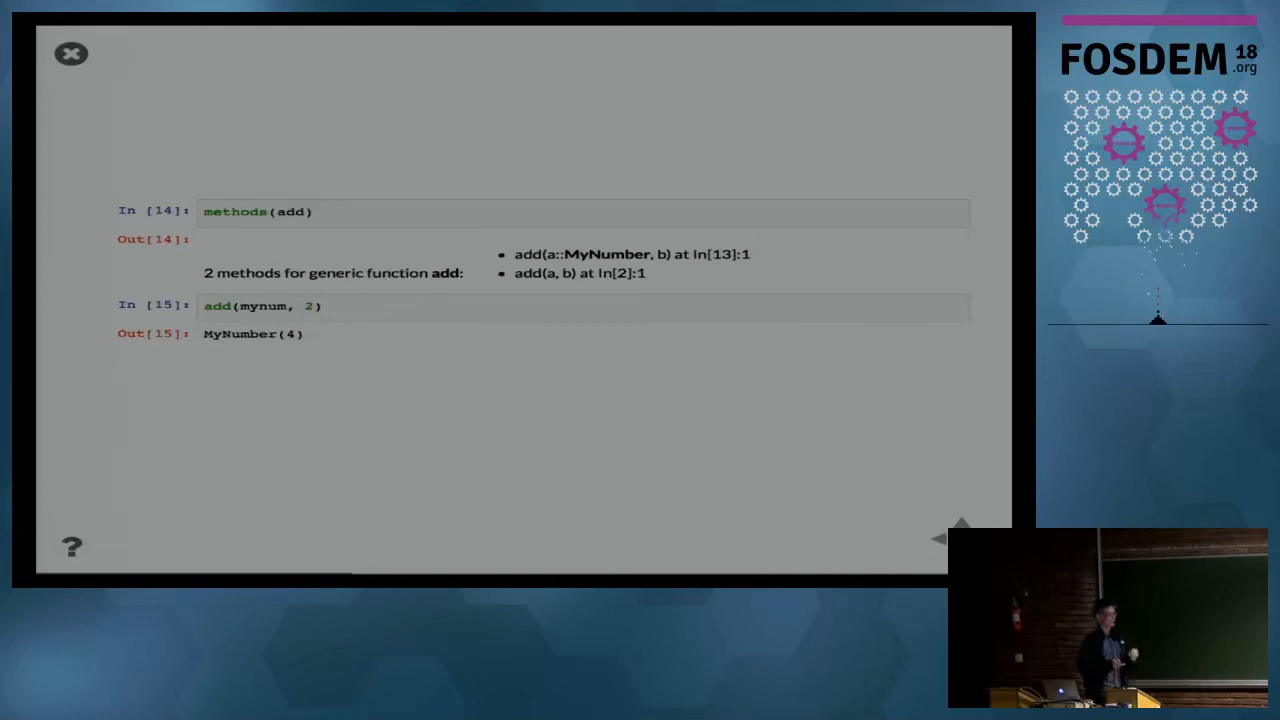 FOSDEM 18
.org
In [14]: methods(add)
Out[14]:
2 methods for generic function add:
• add(a::MyNumber, b) at In[13]:1
• add(a, b) at In[2]:1
In [15]: add(mynum, 2)
Out[15]: MyNumber(4)
?